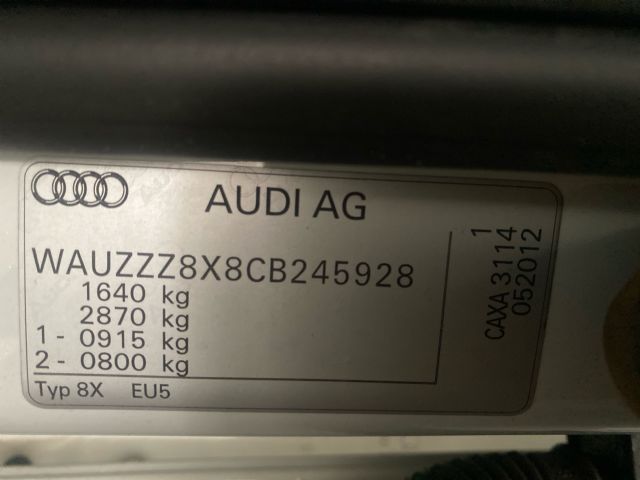 AUDI AG
WAUZZZ8X8CB245928
1640 kg
2870 kg
1 - 0915 kg
2 - 0800 kg
Typ 8X EU5
1
CAXA 3114
052012